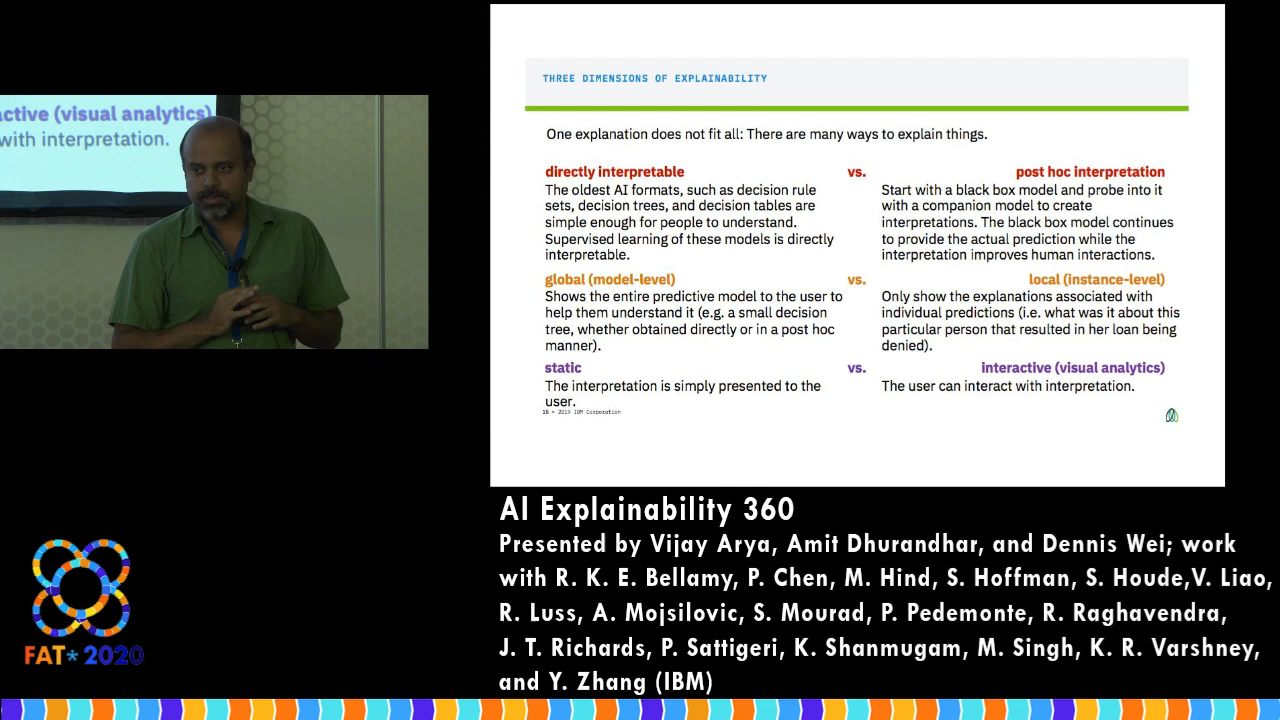 active (visual analytics)
with interpretation.
THREE DIMENSIONS OF EXPLAINABILITY
One explanation does not fit all: There are many ways to explain things.
directly interpretable vs. post hoc interpretation
The oldest AI formats, such as decision rule
sets, decision trees, and decision tables are
simple enough for people to understand.
Supervised learning of these models is directly
interpretable.
Start with a black box model and probe into it
with a companion model to create
interpretations. The black box model continues
to provide the actual prediction while the
interpretation improves human interactions.
global (model-level) vs. local (instance-level)
Shows the entire predictive model to the user to
help them understand it (e.g. a small decision
tree, whether obtained directly or in a post hoc
manner).
Only show the explanations associated with
individual predictions (i.e. what was it about this
particular person that resulted in her loan being
denied).
static vs. interactive (visual analytics)
The interpretation is simply presented to the
user.
The user can interact with interpretation.
15 • 2019 IBM Corporation
AI Explainability 360
Presented by Vijay Arya, Amit Dhurandhar, and Dennis Wei; work
with R. K. E. Bellamy, P. Chen, M. Hind, S. Hoffman, S. Houde,V. Liao,
R. Luss, A. Mojsilovic, S. Mourad, P. Pedemonte, R. Raghavendra,
J. T. Richards, P. Sattigeri, K. Shanmugam, M. Singh, K. R. Varshney,
and Y. Zhang (IBM)
FAT* 2020